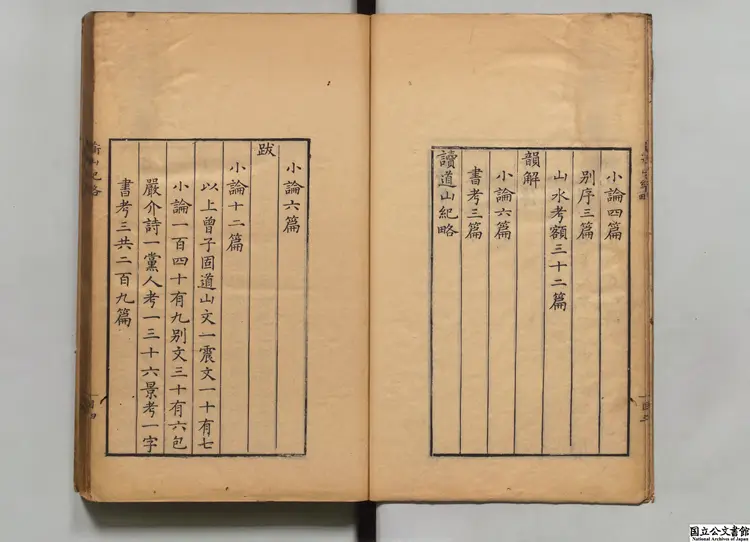 小論四篇
別序三篇
山水考額三十二篇
韻解
小論六篇
書考三篇
讀道山紀略
小論六篇
跋
小論十二篇
以上曾子固道山文一震文一十有七
小論一百四十有九別文三十有六包
嚴介詩一黨人考一三十六景考一字
書考三共二百九篇
国立公文書館
National Archives of Japan